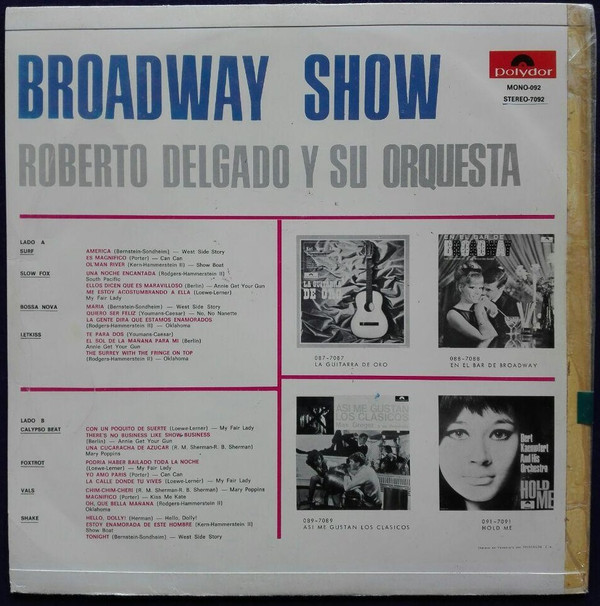 BROADWAY SHOW
polydor
MONO-092
STEREO-7092
ROBERTO DELGADO Y SU ORQUESTA
LADO A
SURF
AMERICA (Bernstein-Sondheim) — West Side Story
ES MAGNIFICO (Porter) — Can Can
OL'MAN RIVER (Kern-Hammerstein II) — Show Boat
SLOW FOX
UNA NOCHE ENCANTADA (Rodgers-Hammerstein II)
South Pacific
ELLOS DICEN QUE ES MARAVILLOSO (Berlin) — Annie Get Your Gun
ME ESTOY ACOSTUMBRANDO A ELLA (Loewe-Lerner)
My Fair Lady
BOSSA NOVA
MARIA (Bernstein-Sondheim) — West Side Story
QUIERO SER FELIZ (Youmans-Caesar) — No, No Nanette
LA GENTE DIRA QUE ESTAMOS ENAMORADOS
(Rodgers-Hammerstein II) — Oklahoma
LETKISS
TE PARA DOS (Youmans-Caesar)
EL SOL DE LA MAÑANA PARA MI (Berlin)
Annie Get Your Gun
THE SURREY WITH THE FRINGE ON TOP
(Rodgers-Hammerstein II) — Oklahoma
LADO B
CALYPSO BEAT
CON UN POQUITO DE SUERTE (Loewe-Lerner) — My Fair Lady
THERE'S NO BUSINESS LIKE SHOW-BUSINESS
(Berlin) — Annie Get Your Gun
UNA CUCARACHA DE AZUCAR (R. M. Sherman-R. B. Sherman)
Mary Poppins
FOXTROT
PODRIA HABER BAILADO TODA LA NOCHE
(Loewe-Lerner) — My Fair Lady
YO AMO PARIS (Porter) — Can Can
LA CALLE DONDE TU VIVES (Loewe-Lerner) — My Fair Lady
VALS
CHIM-CHIM-CHERI (R. M. Sherman-R. B. Sherman) — Mary Poppins
MAGNIFICO (Porter) — Kiss Me Kate
OH, QUE BELLA MAÑANA (Rodgers-Hammerstein II)
Oklahoma
SHAKE
HELLO, DOLLY! (Herman) — Hello, Dolly!
ESTOY ENAMORADA DE ESTE HOMBRE (Kern-Hammerstein II)
Show Boat
TONIGHT (Bernstein-Sondheim) — West Side Story
LA GUITARRA
DE ORO
087-7087
LA GUITARRA DE ORO
EN EL BAR DE
BROADWAY
088-7088
EN EL BAR DE BROADWAY
ASI ME GUSTAN
LOS CLASICOS
089-7089
ASI ME GUSTAN LOS CLASICOS
Bert
Kaempfert
And His
Orchestra
HOLD
ME
091-7091
HOLD ME